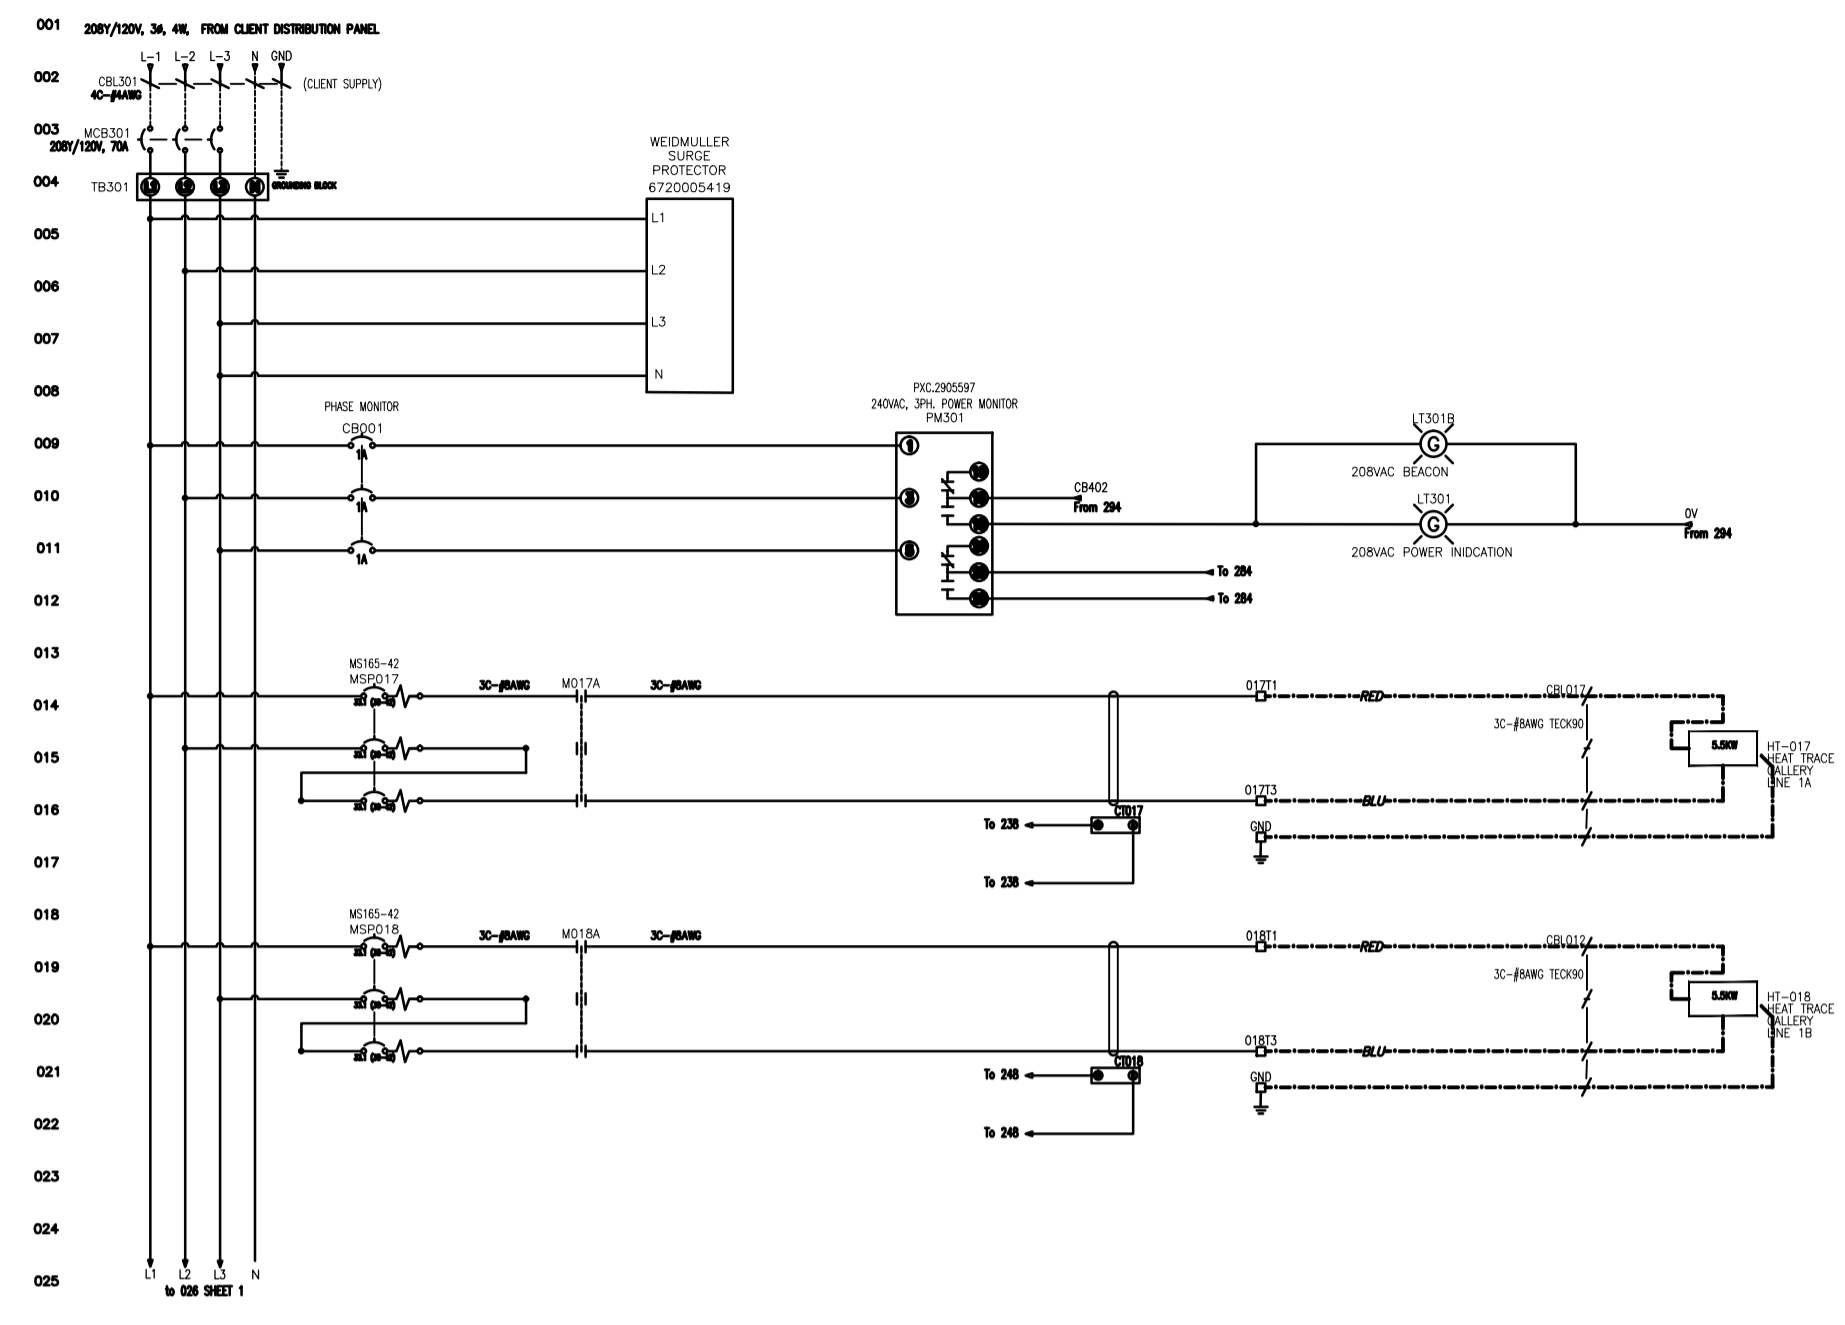 001
208Y/120V, 3ø, 4W, FROM CLIENT DISTRIBUTION PANEL
L-1 L-2 L-3 N GND
002
CBL301
4C-#4AWG
(CLIENT SUPPLY)
003
MCB301
208Y/120V, 70A
004
TB301
L1 L2 L3 N
GROUNDING BLOCK
WEIDMULLER
SURGE
PROTECTOR
6720005419
L1
005
L2
006
L3
007
N
008
PHASE MONITOR
CB001
1A
1A
1A
PXC.2905597
240VAC, 3PH. POWER MONITOR
PM301
009
1
3
5
010
CB402
From 294
LT301B
G
208VAC BEACON
LT301
G
208VAC POWER INIDCATION
0V
From 294
011
To 284
012
To 284
013
MS165-42
MSP017
3C-#8AWG
M017A
3C-#8AWG
014
017T1
RED
CBL017
3C-#8AWG TECK90
5.5KW
HT-017
HEAT TRACE
GALLERY
LINE 1A
015
016
017T3
BLU
CT017
To 238
GND
017
To 238
018
MS165-42
MSP018
3C-#8AWG
M018A
3C-#8AWG
019
018T1
RED
CBL012
3C-#8AWG TECK90
5.5KW
HT-018
HEAT TRACE
GALLERY
LINE 1B
020
021
018T3
BLU
CT018
To 248
GND
022
To 248
023
024
025
L1 L2 L3 N
to 026 SHEET 1